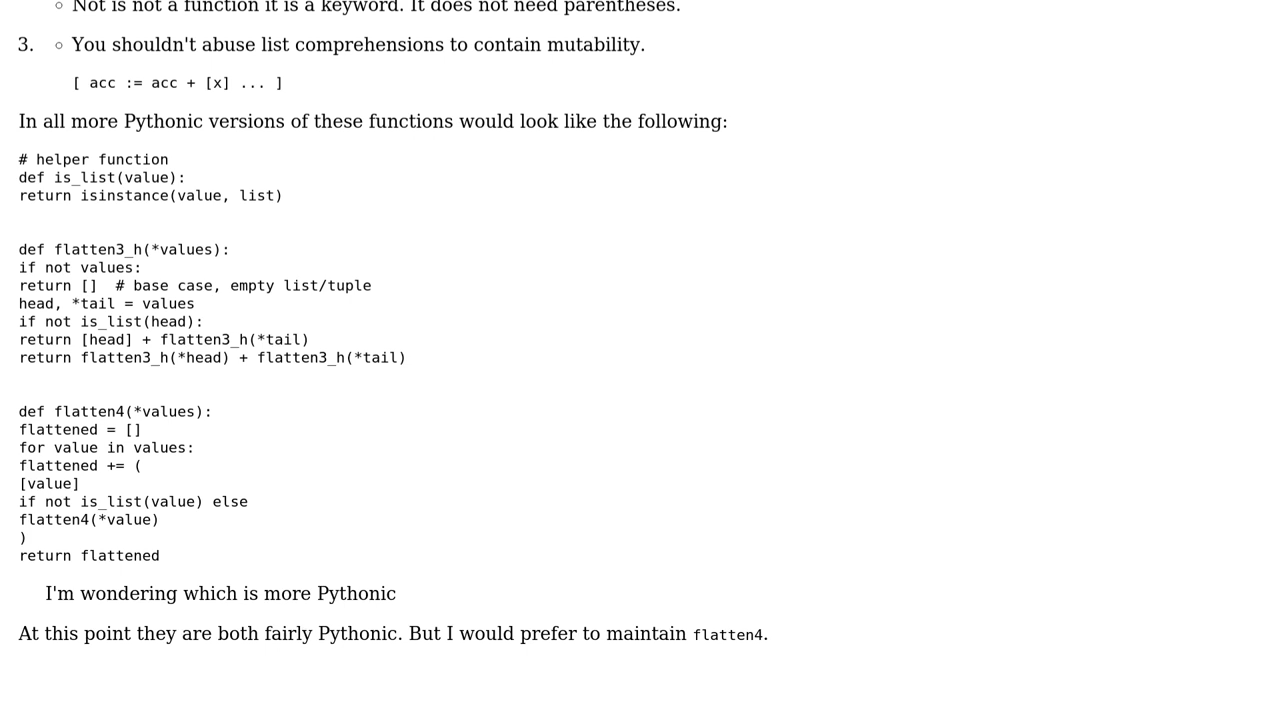 ◦ Not is not a function it is a keyword. It does not need parentheses.
3. ◦ You shouldn't abuse list comprehensions to contain mutability.
[ acc := acc + [x] ... ]
In all more Pythonic versions of these functions would look like the following:
# helper function
def is_list(value):
return isinstance(value, list)
def flatten3_h(*values):
if not values:
return []  # base case, empty list/tuple
head, *tail = values
if not is_list(head):
return [head] + flatten3_h(*tail)
return flatten3_h(*head) + flatten3_h(*tail)
def flatten4(*values):
flattened = []
for value in values:
flattened += (
[value]
if not is_list(value) else
flatten4(*value)
)
return flattened
I'm wondering which is more Pythonic
At this point they are both fairly Pythonic. But I would prefer to maintain flatten4.